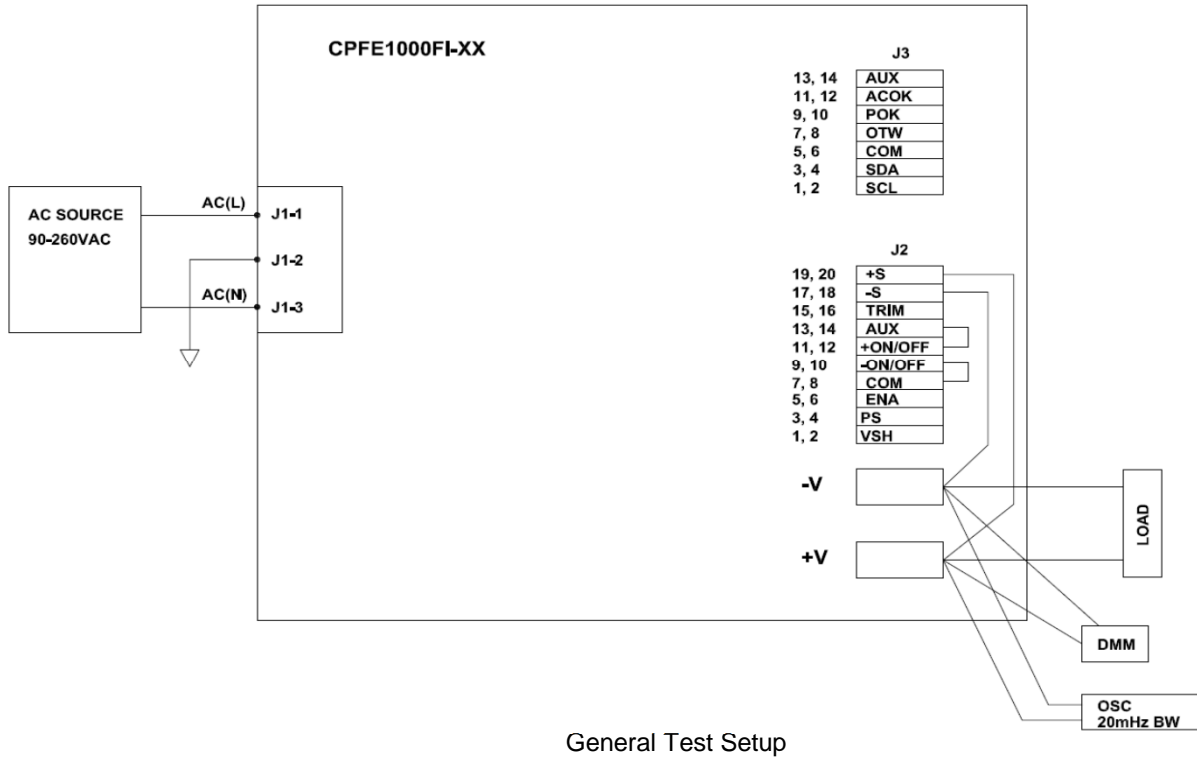 CPFE1000FI-XX
J3
13, 14 AUX
11, 12 ACOK
9, 10 POK
7, 8 OTW
5, 6 COM
3, 4 SDA
1, 2 SCL
AC SOURCE
90-260VAC
AC(L)
J1-1
J1-2
AC(N)
J1-3
J2
19, 20 +S
17, 18 -S
15, 16 TRIM
13, 14 AUX
11, 12 +ON/OFF
9, 10 -ON/OFF
7, 8 COM
5, 6 ENA
3, 4 PS
1, 2 VSH
-V
+V
LOAD
DMM
OSC
20mHz BW
General Test Setup